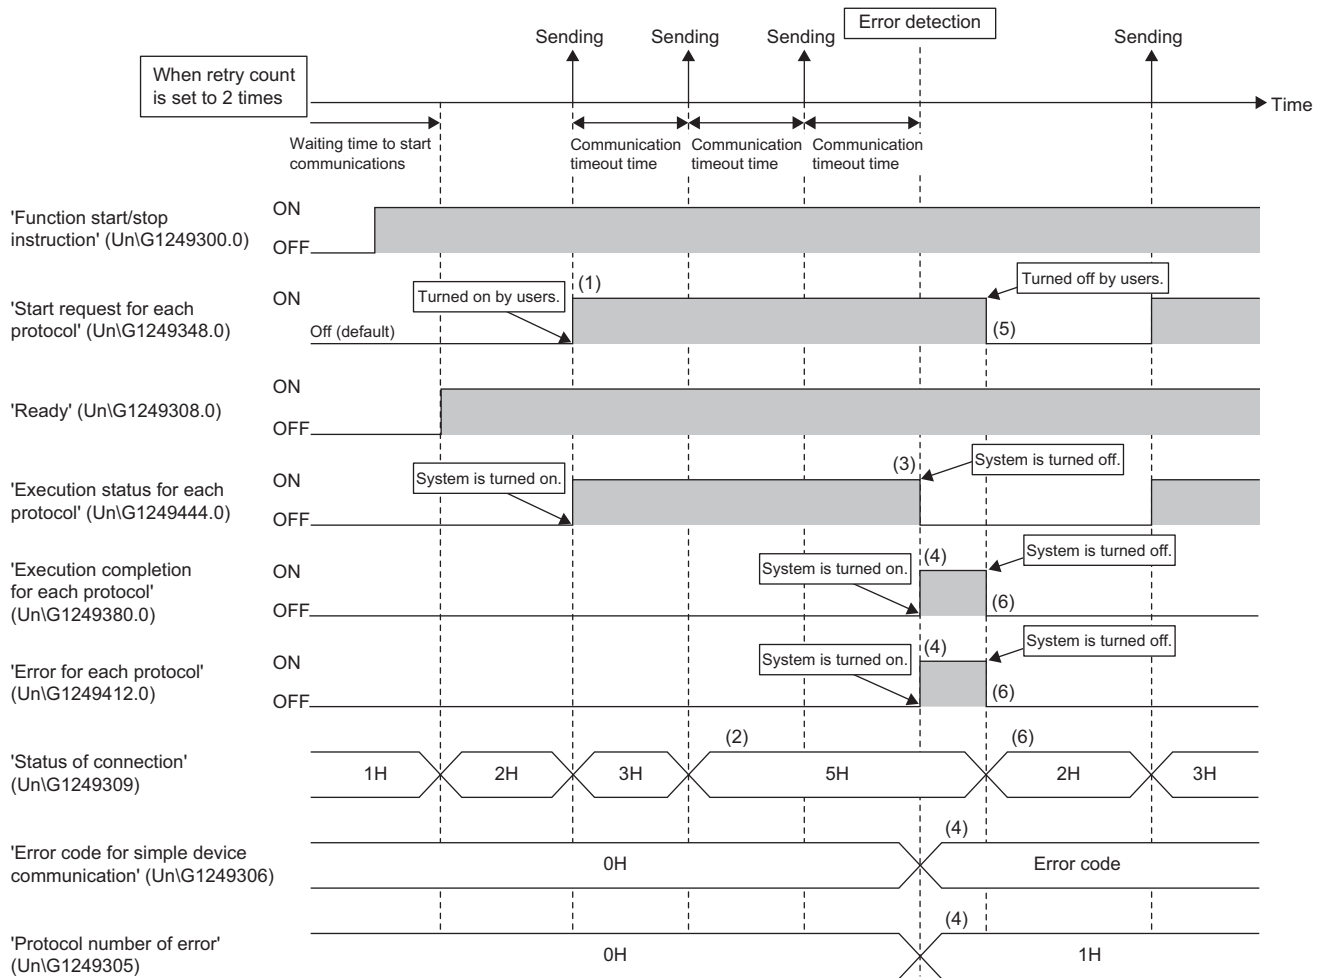 Error detection
Sending
Sending
Sending
Sending
When retry count
is set to 2 times
Time
Waiting time to start
communications
Communication
timeout time
Communication
timeout time
Communication
timeout time
'Function start/stop
instruction' (Un\G1249300.0)
ON
OFF
'Start request for each
protocol' (Un\G1249348.0)
ON
Off (default)
Turned on by users.
(1)
Turned off by users.
(5)
'Ready' (Un\G1249308.0)
ON
OFF
'Execution status for each
protocol' (Un\G1249444.0)
ON
OFF
System is turned on.
(3)
System is turned off.
'Execution completion
for each protocol'
(Un\G1249380.0)
ON
OFF
System is turned on.
(4)
System is turned off.
(6)
'Error for each protocol'
(Un\G1249412.0)
ON
OFF
System is turned on.
(4)
System is turned off.
(6)
'Status of connection'
(Un\G1249309)
1H
2H
3H
(2)
5H
(6)
2H
3H
'Error code for simple device
communication' (Un\G1249306)
0H
(4)
Error code
'Protocol number of error'
(Un\G1249305)
0H
(4)
1H